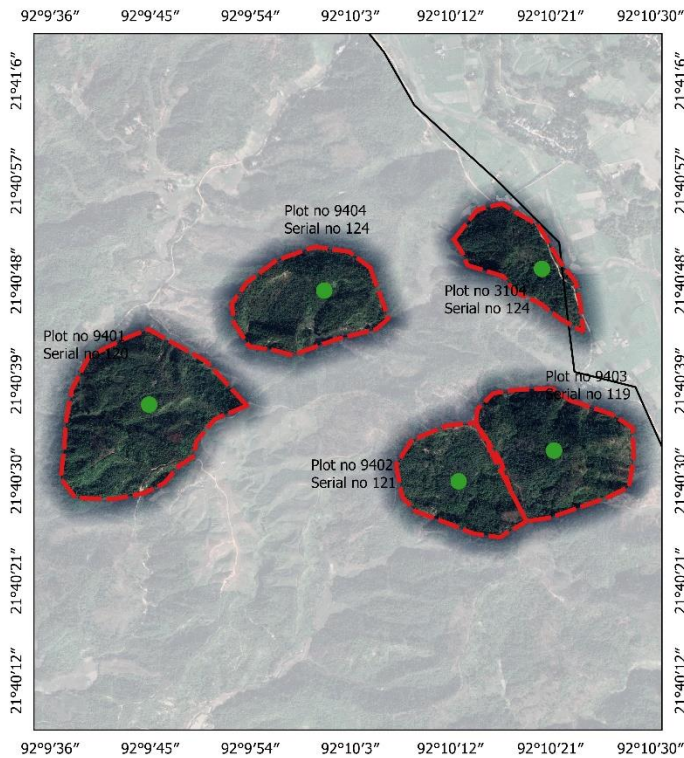 92°9'36" 92°9'45" 92°9'54" 92°10'3" 92°10'12" 92°10'21" 92°10'30"
21°41'6" 21°41'6"
21°40'57" 21°40'57"
Plot no 9404
Serial no 124
21°40'48" 21°40'48"
Plot no 3104
Serial no 124
Plot no 9401
Serial no 120
21°40'39" 21°40'39"
Plot no 9403
Serial no 119
Plot no 9402
Serial no 121
21°40'30" 21°40'30"
21°40'21" 21°40'21"
21°40'12" 21°40'12"
92°9'36" 92°9'45" 92°9'54" 92°10'3" 92°10'12" 92°10'21" 92°10'30"